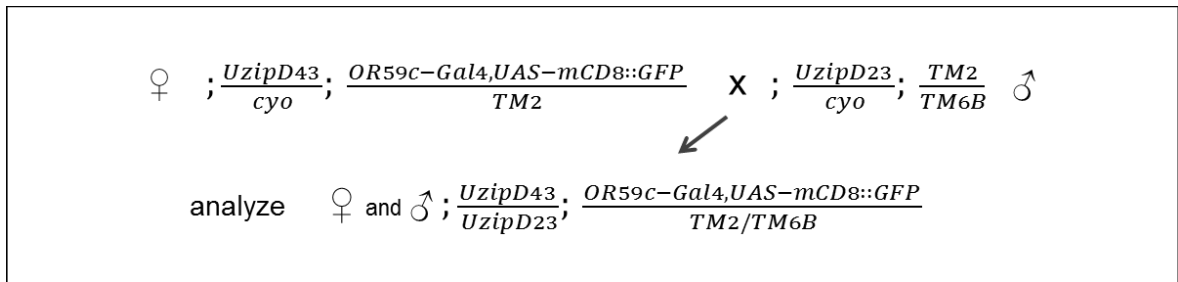 ♀ ; UzipD43/cyo ; OR59c−Gal4,UAS−mCD8::GFP/TM2 X ; UzipD23/cyo ; TM2/TM6B ♂
analyze ♀ and ♂ ; UzipD43/UzipD23 ; OR59c−Gal4,UAS−mCD8::GFP/TM2/TM6B